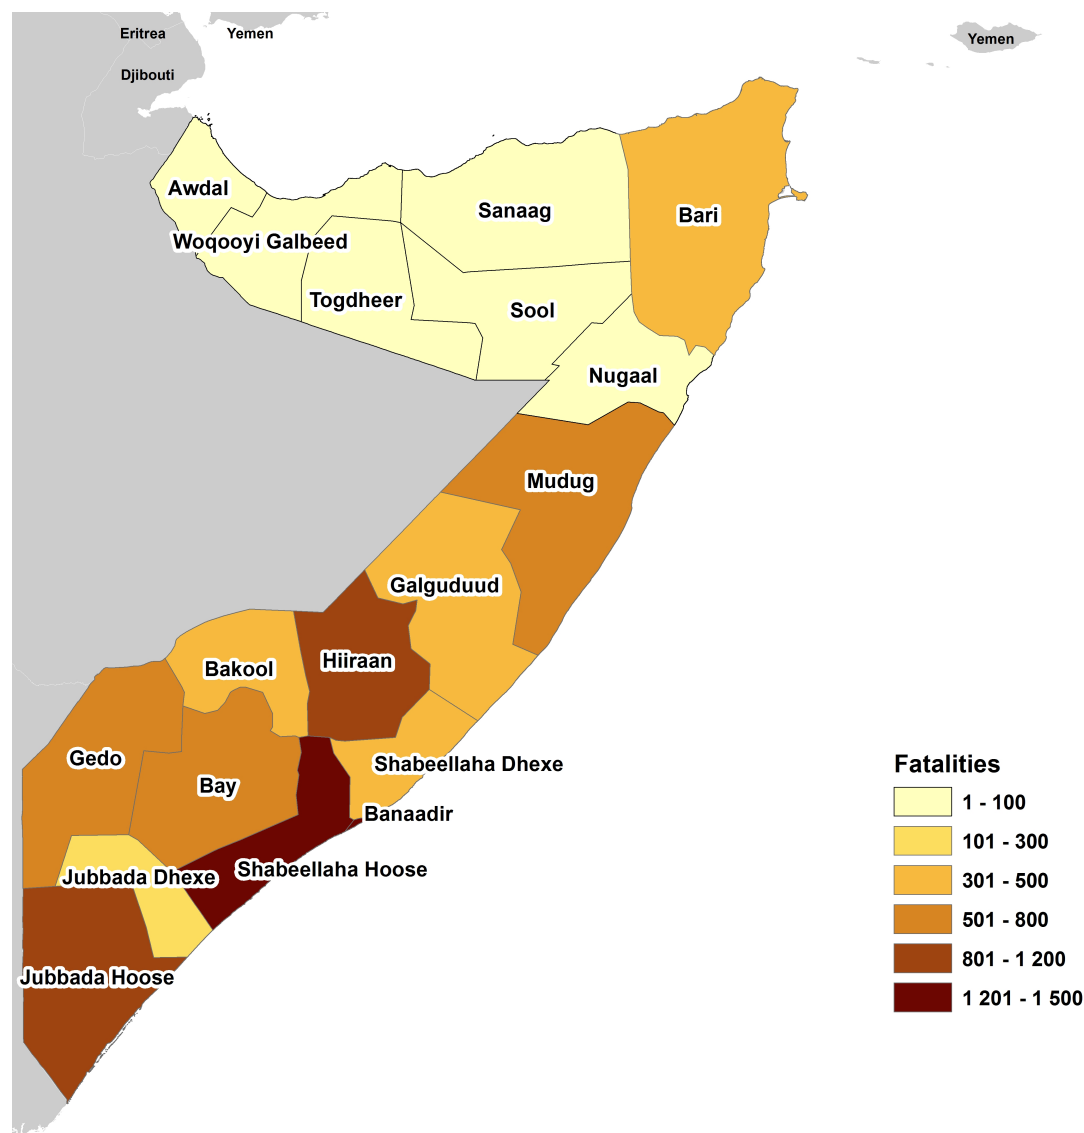 Eritrea
Yemen
Yemen
Djibouti
Awdal
Sanaag
Bari
Woqooyi Galbeed
Togdheer
Sool
Nugaal
Mudug
Galguduud
Hiiraan
Bakool
Gedo
Shabeellaha Dhexe
Bay
Banaadir
Shabeellaha Hoose
Jubbada Dhexe
Jubbada Hoose
Fatalities
1 - 100
101 - 300
301 - 500
501 - 800
801 - 1 200
1 201 - 1 500